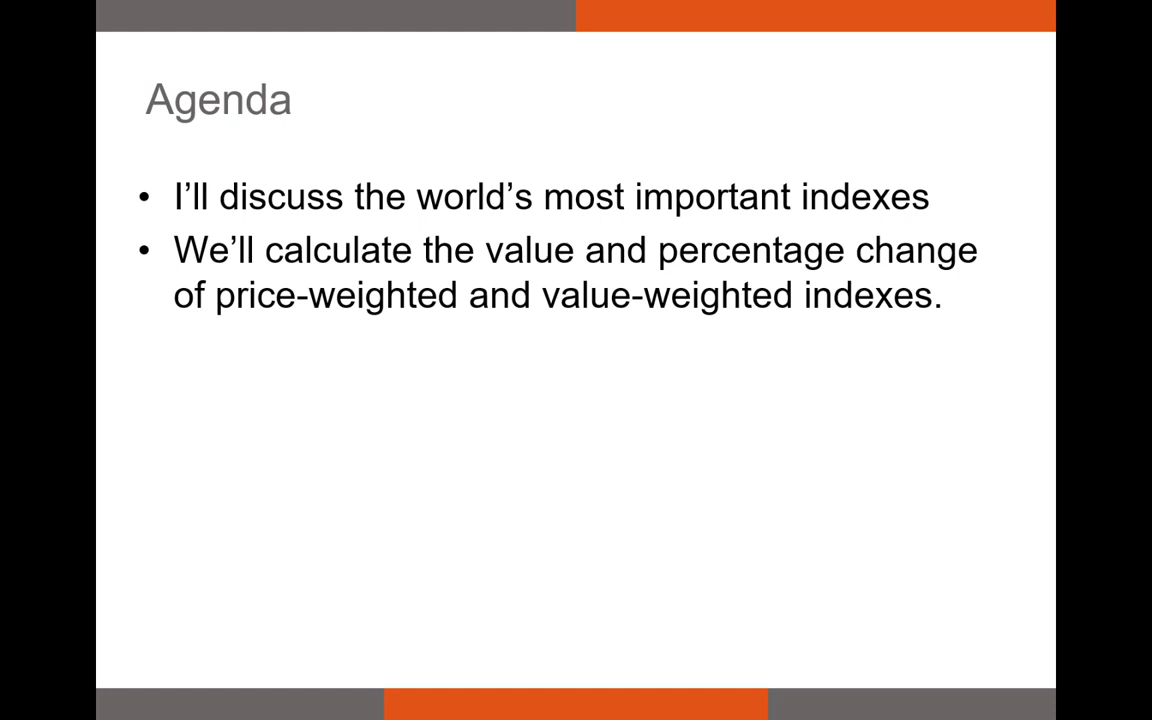 Agenda
• I’ll discuss the world’s most important indexes
• We’ll calculate the value and percentage change
of price-weighted and value-weighted indexes.